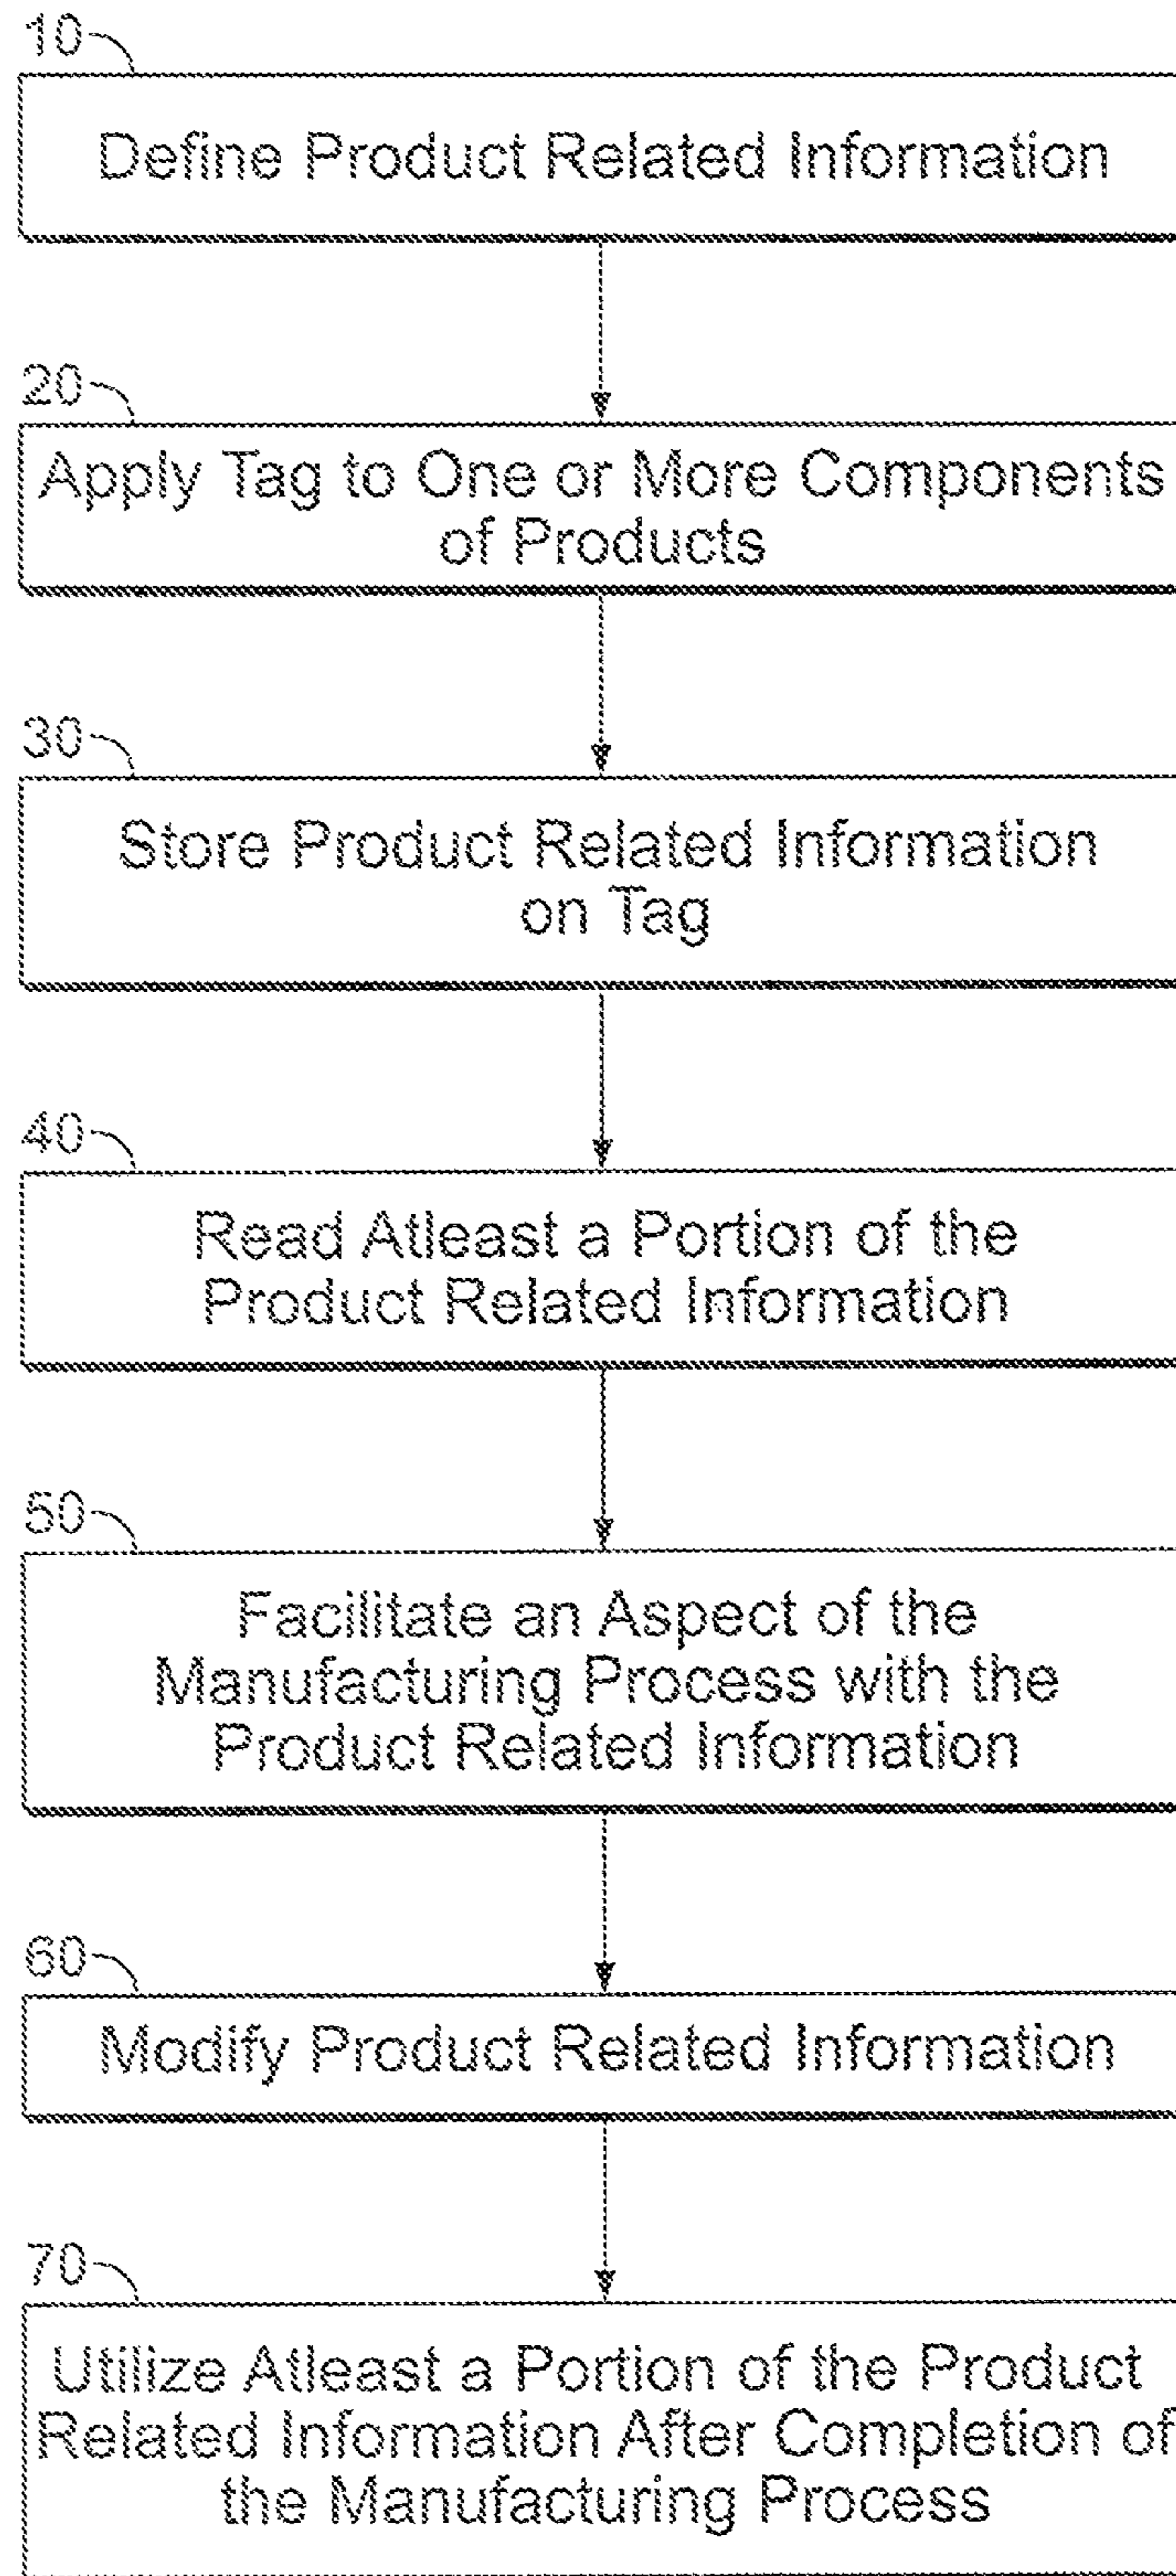 10
Define Product Related Information
20
Apply Tag to One or More Components
of Products
30
Store Product Related Information
on Tag
40
Read Atleast a Portion of the
Product Related Information
50
Facilitate an Aspect of the
Manufacturing Process with the
Product Related Information
60
Modify Product Related Information
70
Utilize Atleast a Portion of the Product
Related Information After Completion of
the Manufacturing Process